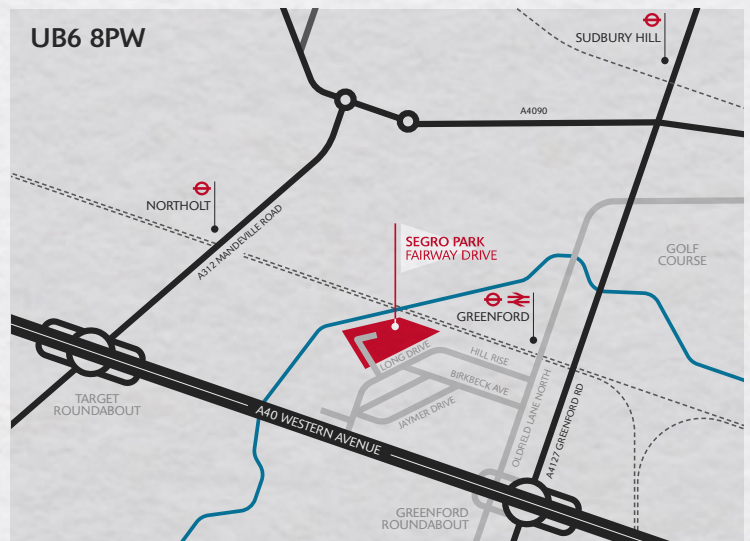 UB6 8PW
SUDBURY HILL
A4090
NORTHOLT
A312 MANDEVILLE ROAD
SEGRO PARK
FAIRWAY DRIVE
GOLF
COURSE
GREENFORD
LONG DRIVE
HILL RISE
BIRKBECK AVE
JAYMER DRIVE
OLDFIELD LANE NORTH
A4127 GREENFORD RD
TARGET
ROUNDABOUT
A40 WESTERN AVENUE
GREENFORD
ROUNDABOUT